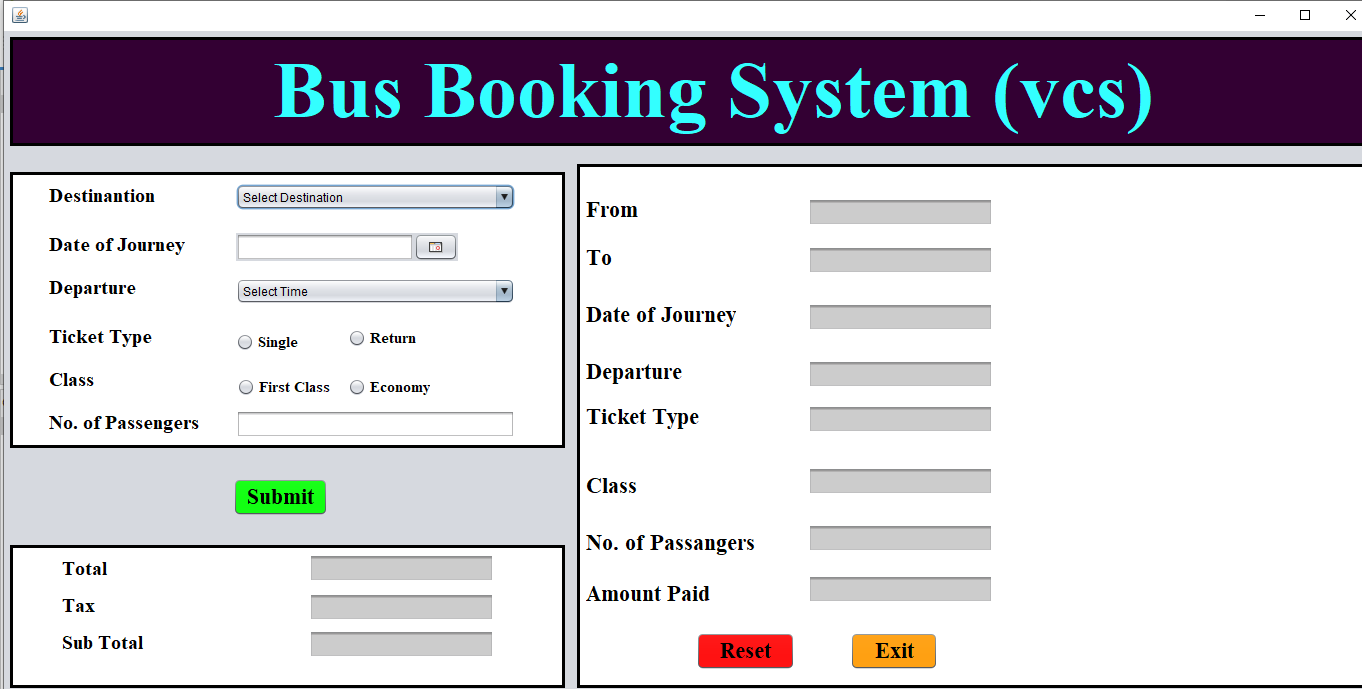 Bus Booking System (vcs)
Destinantion
Select Destination
Date of Journey
Departure
Select Time
Ticket Type
Single
Return
Class
First Class
Economy
No. of Passengers
Submit
Total
Tax
Sub Total
From
To
Date of Journey
Departure
Ticket Type
Class
No. of Passangers
Amount Paid
Reset
Exit